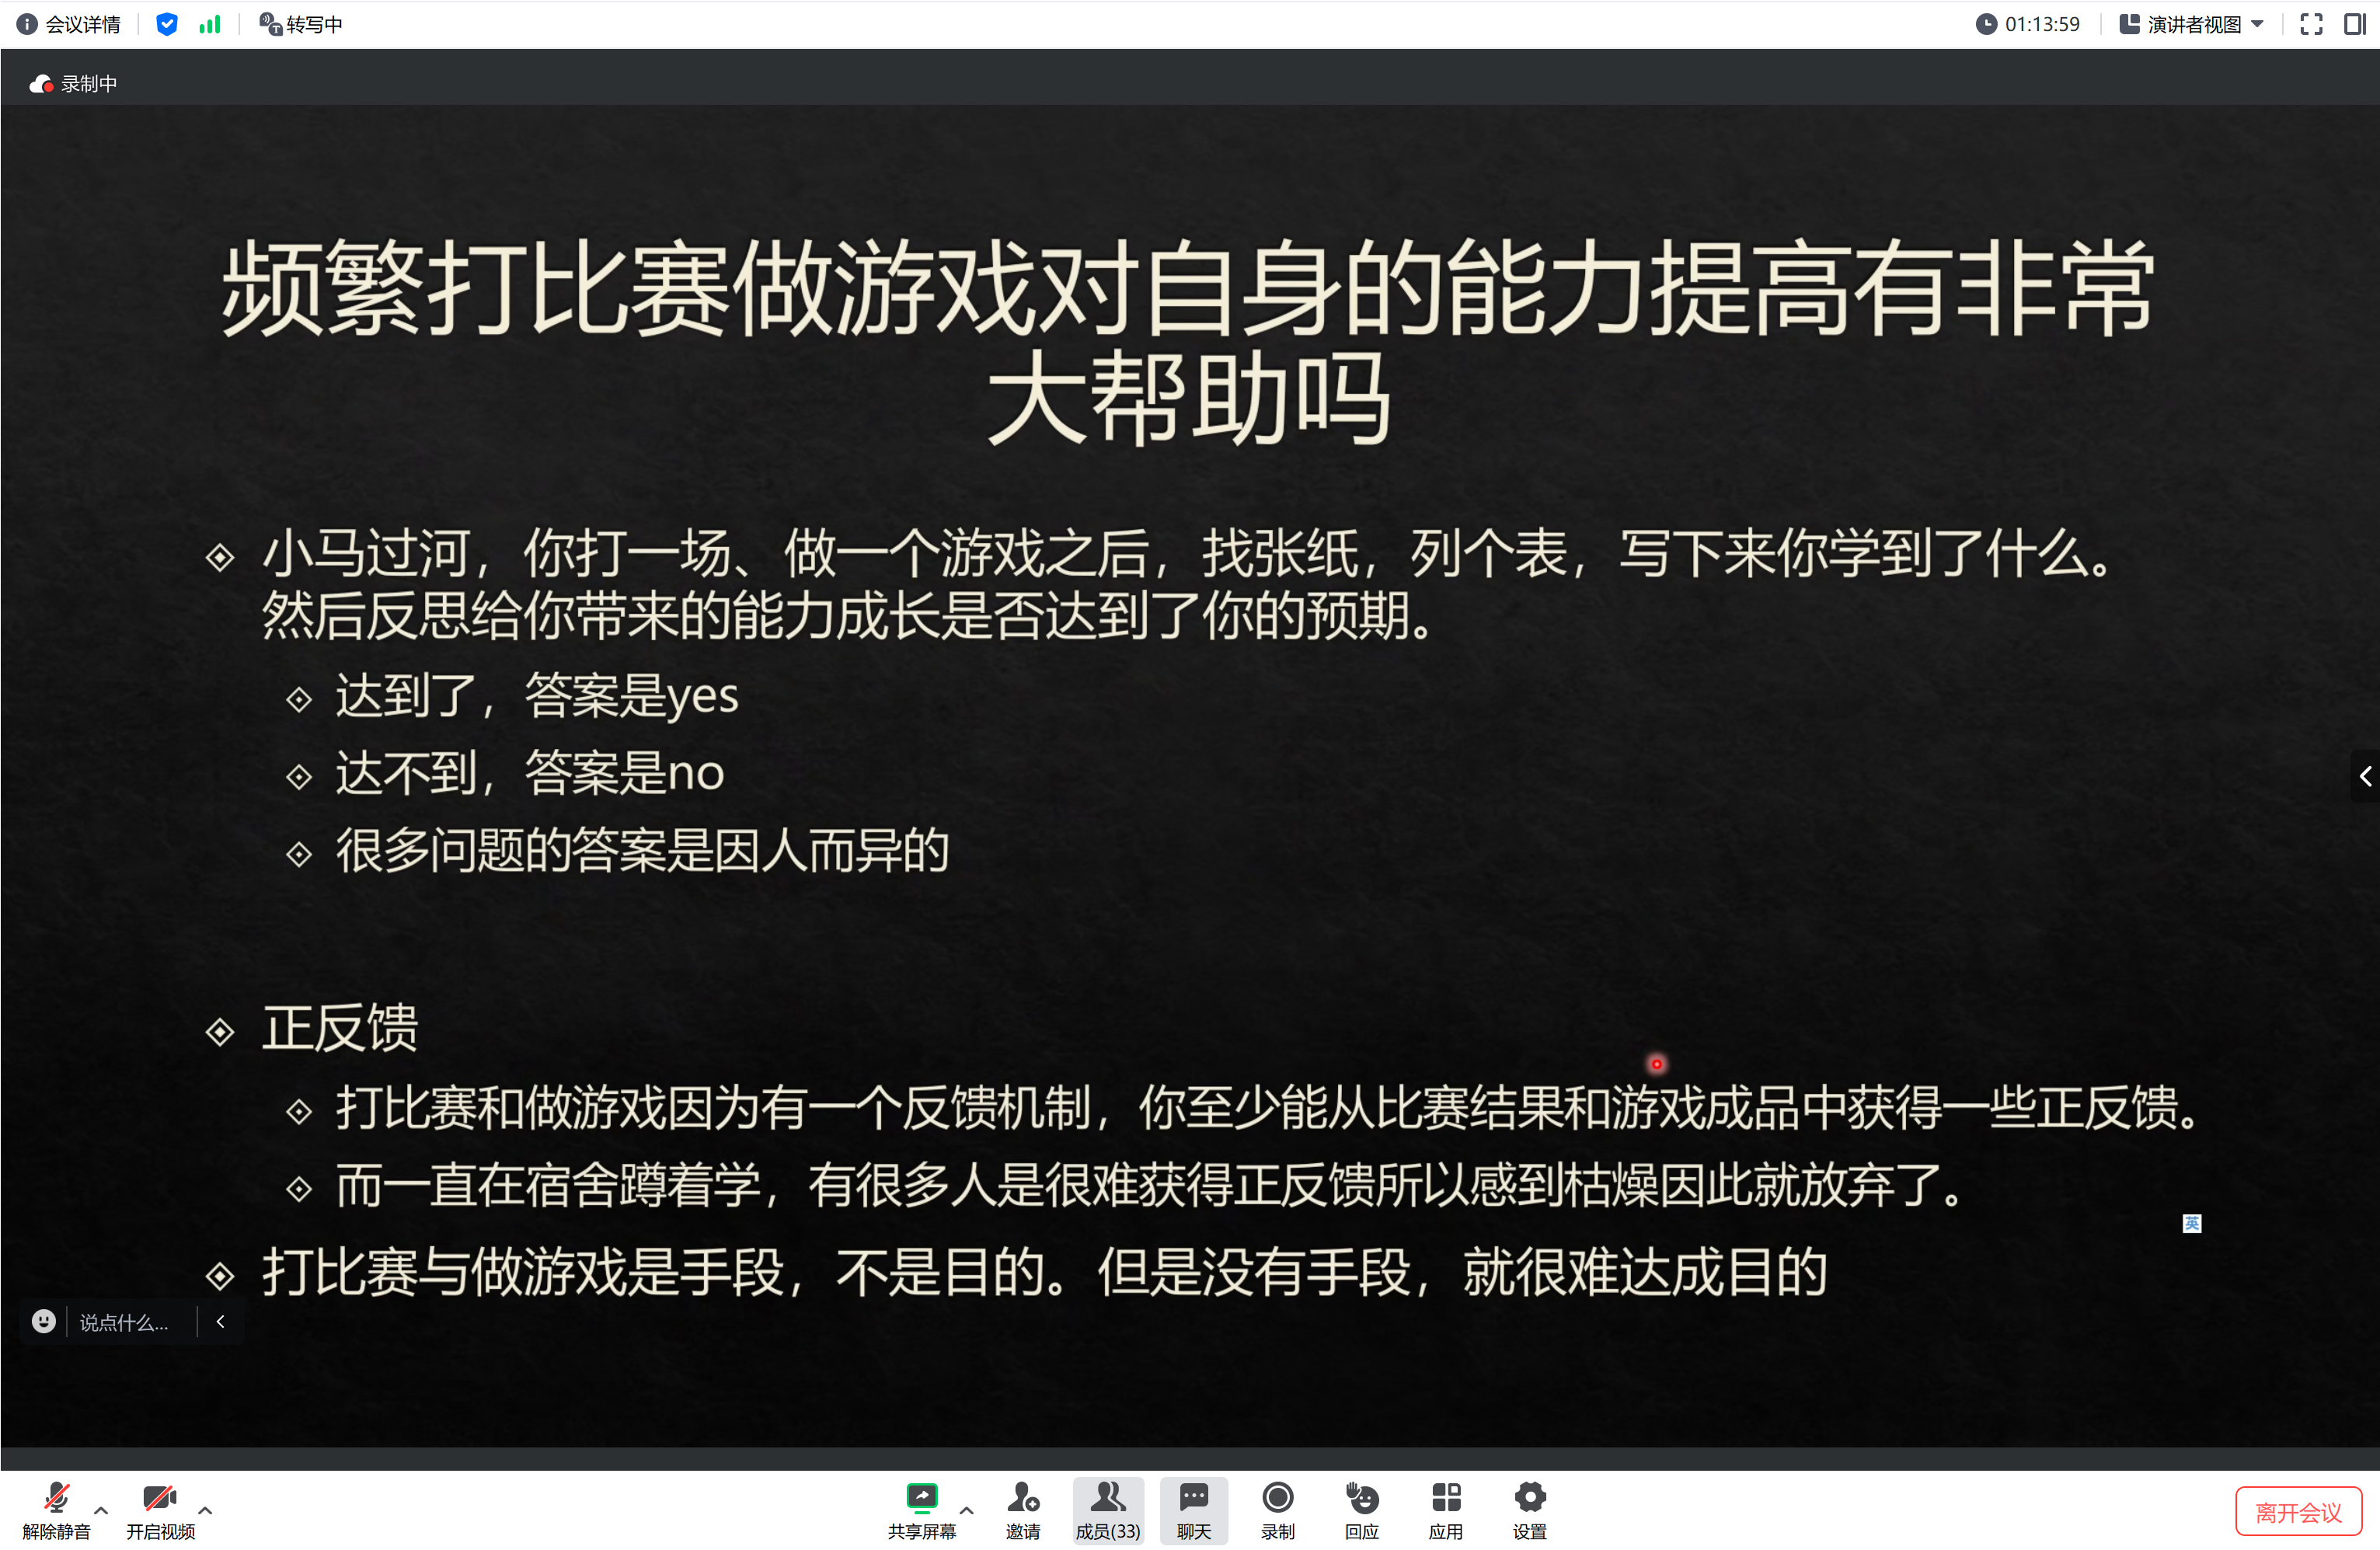 会议详情
转写中
01:13:59
演讲者视图
录制中
频繁打比赛做游戏对自身的能力提高有非常
大帮助吗
小马过河，你打一场、做一个游戏之后，找张纸，列个表，写下来你学到了什么。
然后反思给你带来的能力成长是否达到了你的预期。
达到了，答案是yes
达不到，答案是no
很多问题的答案是因人而异的
正反馈
打比赛和做游戏因为有一个反馈机制，你至少能从比赛结果和游戏成品中获得一些正反馈。
而一直在宿舍蹲着学，有很多人是很难获得正反馈所以感到枯燥因此就放弃了。
英
打比赛与做游戏是手段，不是目的。但是没有手段，就很难达成目的
说点什么...
解除静音
开启视频
共享屏幕
邀请
成员(33)
聊天
录制
回应
应用
设置
离开会议